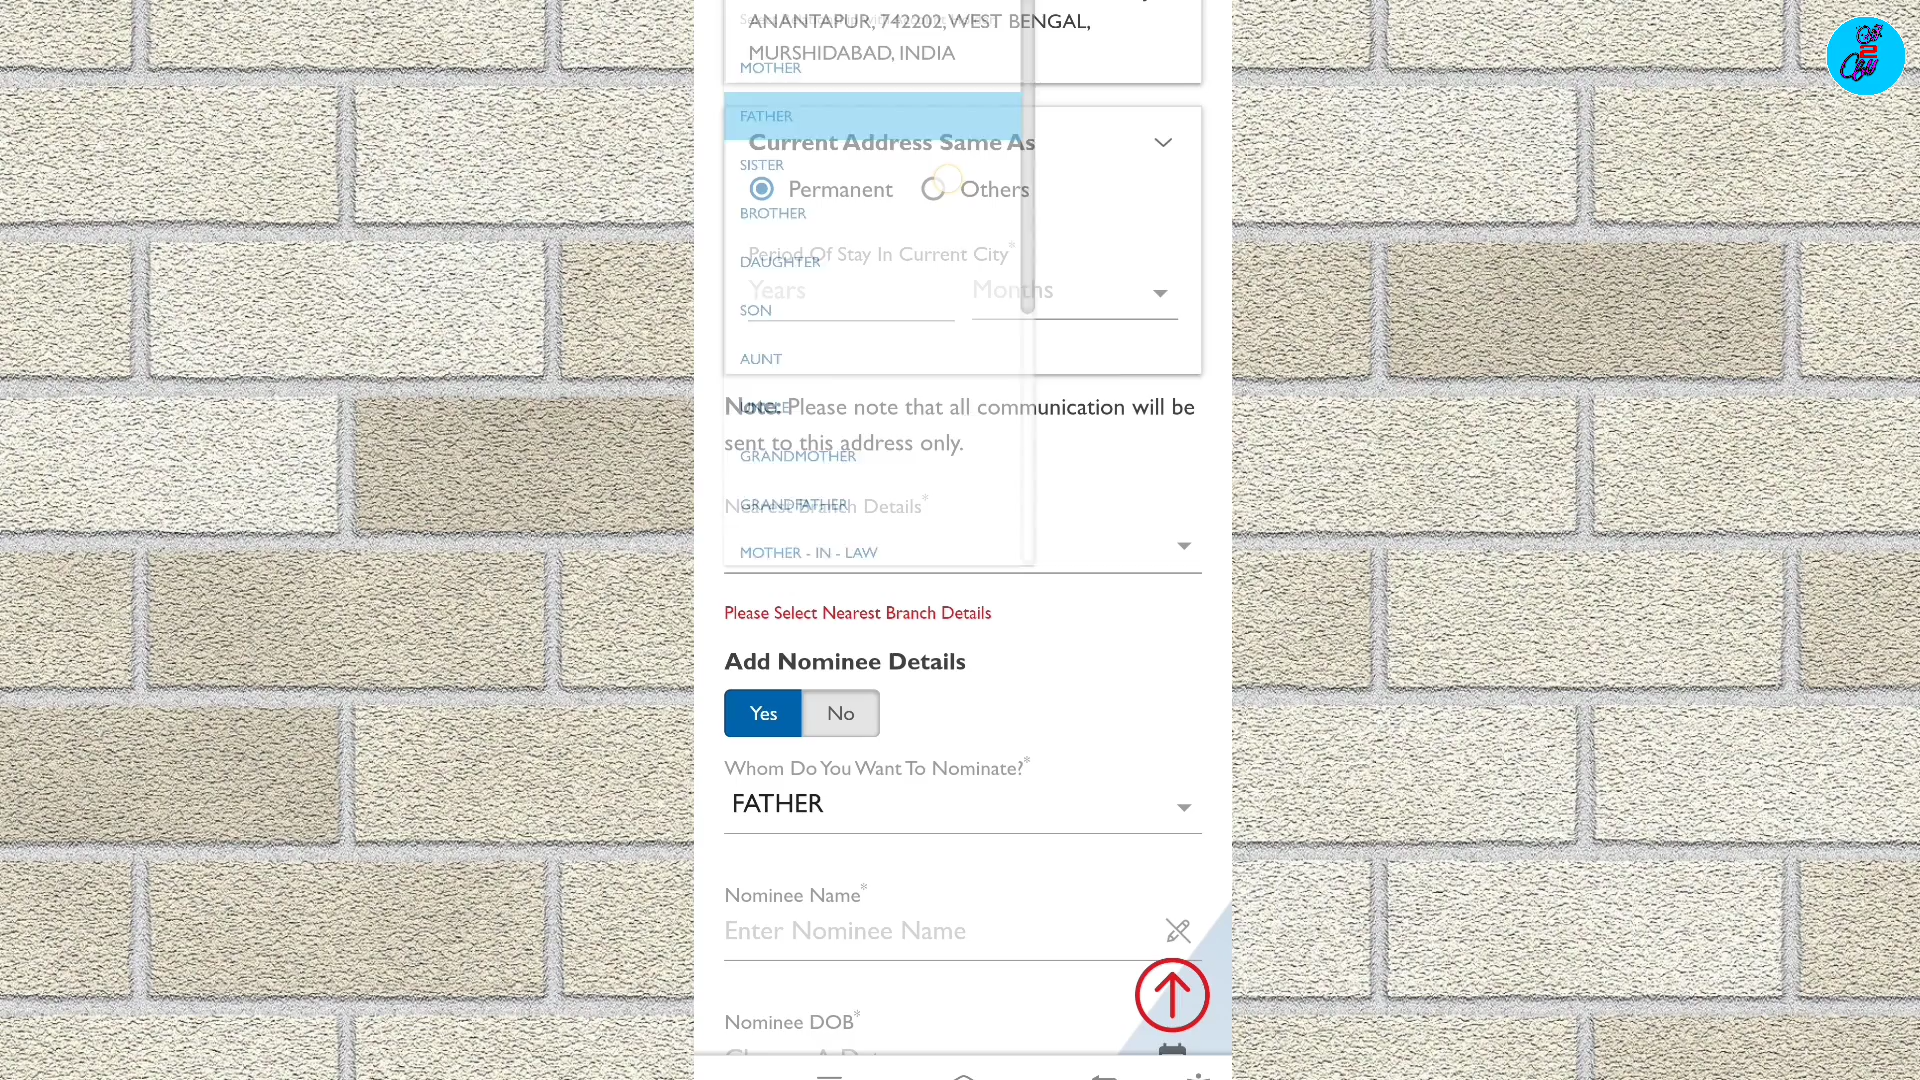 ANANTAPUR, 742202, WEST BENGAL,
MURSHIDABAD, INDIA
MOTHER
FATHER
Current Address Same As
SISTER
Permanent Others
BROTHER
Period Of Stay In Current City*
DAUGHTER
Years Months
SON
AUNT
Note: Please note that all communication will be
UNCLE
sent to this address only.
GRANDMOTHER
Nearest Branch Details*
GRANDFATHER
MOTHER - IN - LAW
Please Select Nearest Branch Details
Add Nominee Details
Yes No
Whom Do You Want To Nominate?*
FATHER
Nominee Name*
Enter Nominee Name
Nominee DOB*
2